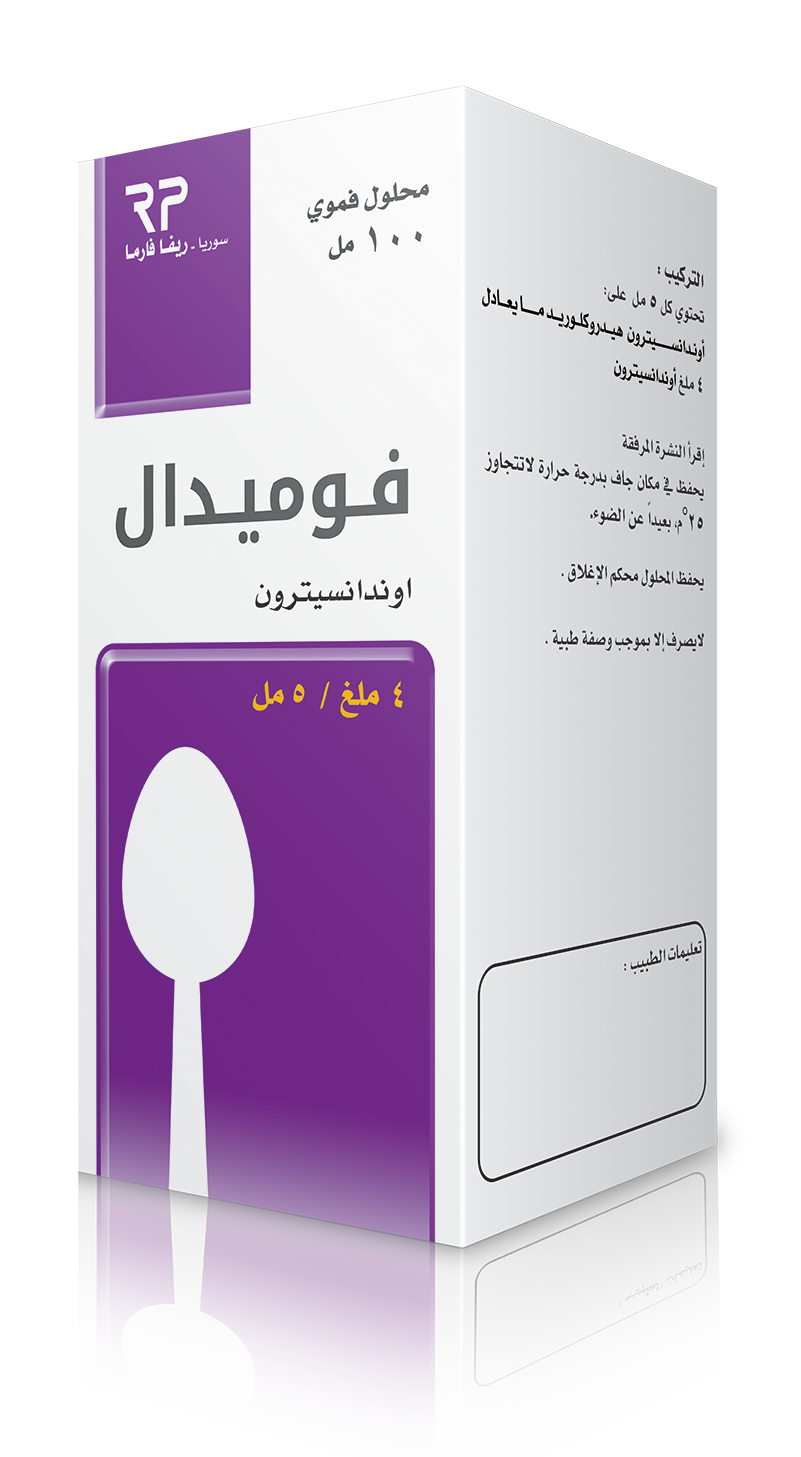 RP
سوريا - ريفا فارما
محلول فموي
١٠٠ مل
فوميدال
اوندانسيترون
٤ ملغ / ٥ مل
التركيب :
تحتوي كل ٥ مل على:
أوندانسيترون هيدروكلوريد ما يعادل
٤ ملغ أوندانسيترون
إقرأ النشرة المرفقة
يحفظ في مكان جاف بدرجة حرارة لاتتجاوز
٢٥°م، بعيداً عن الضوء.
يحفظ المحلول محكم الإغلاق .
لايصرف إلا بموجب وصفة طبية .
تعليمات الطبيب :